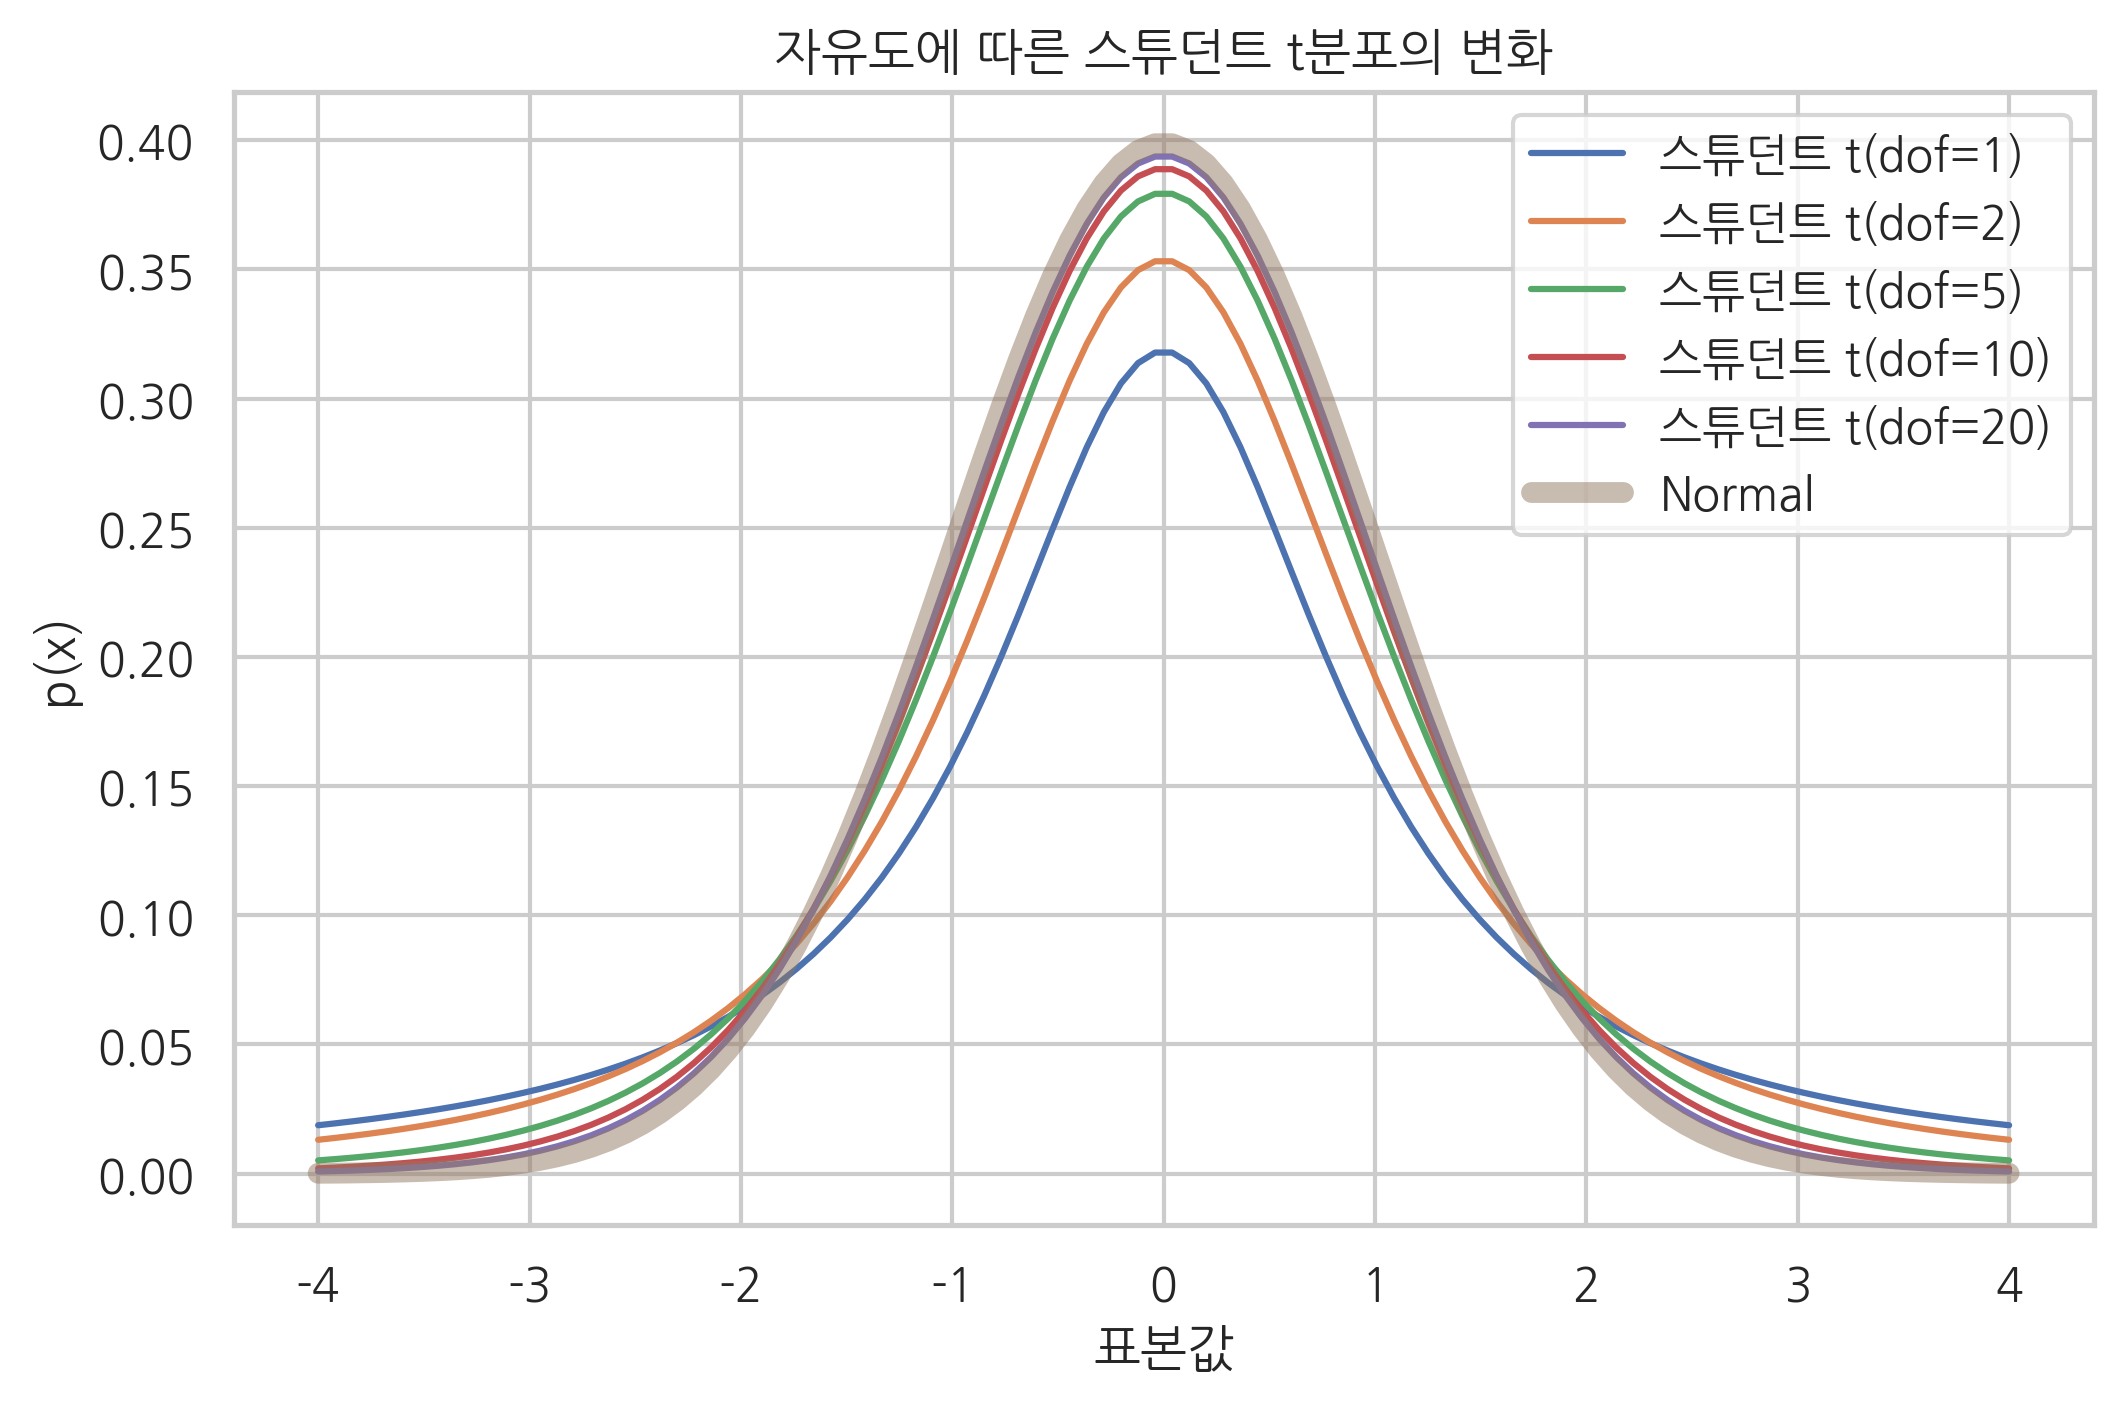 자유도에 따른 스튜던트 t분포의 변화
0.40
0.35
0.30
0.25
0.20
0.15
0.10
0.05
0.00
p(x)
스튜던트 t(dof=1)
스튜던트 t(dof=2)
스튜던트 t(dof=5)
스튜던트 t(dof=10)
스튜던트 t(dof=20)
Normal
-4 -3 -2 -1 0 1 2 3 4
표본값